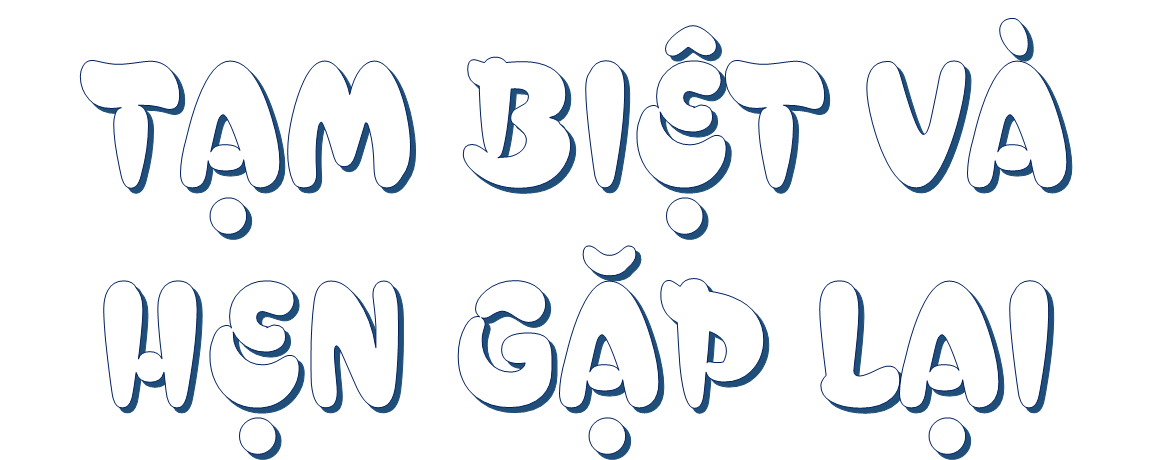 TẠM BIỆT VÀ
HẸN GẶP LẠI